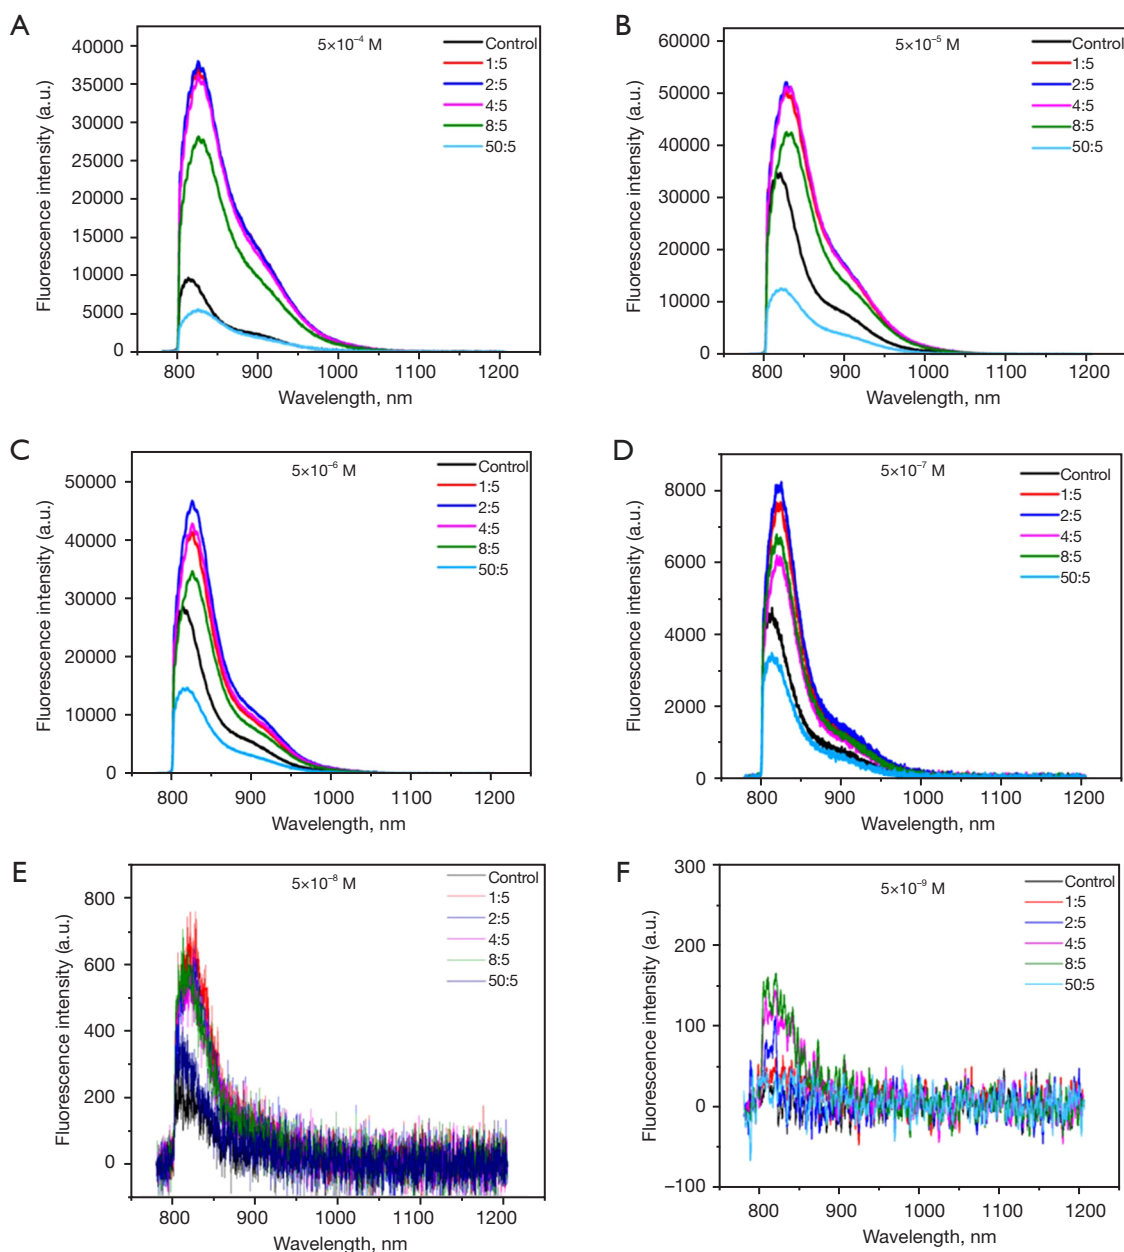 A
5×10⁻⁴ M
Control
1:5
2:5
4:5
8:5
50:5
40000
35000
30000
25000
20000
15000
10000
5000
0
Fluorescence intensity (a.u.)
800 900 1000 1100 1200
Wavelength, nm
B
5×10⁻⁵ M
Control
1:5
2:5
4:5
8:5
50:5
60000
50000
40000
30000
20000
10000
0
Fluorescence intensity (a.u.)
800 900 1000 1100 1200
Wavelength, nm
C
5×10⁻⁶ M
Control
1:5
2:5
4:5
8:5
50:5
50000
40000
30000
20000
10000
0
Fluorescence intensity (a.u.)
800 900 1000 1100 1200
Wavelength, nm
D
5×10⁻⁷ M
Control
1:5
2:5
4:5
8:5
50:5
8000
6000
4000
2000
0
Fluorescence intensity (a.u.)
800 900 1000 1100 1200
Wavelength, nm
E
5×10⁻⁸ M
Control
1:5
2:5
4:5
8:5
50:5
800
600
400
200
0
Fluorescence intensity (a.u.)
800 900 1000 1100 1200
Wavelength, nm
F
5×10⁻⁹ M
Control
1:5
2:5
4:5
8:5
50:5
300
200
150
100
0
−100
Fluorescence intensity (a.u.)
800 900 1000 1100 1200
Wavelength, nm